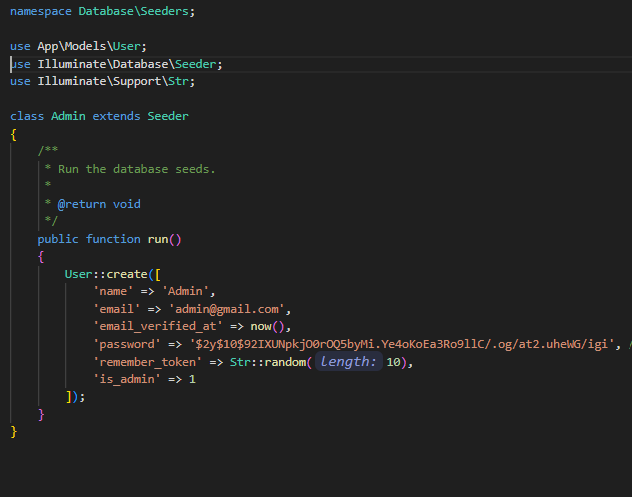 namespace Database\Seeders;
use App\Models\User;
use Illuminate\Database\Seeder;
use Illuminate\Support\Str;
class Admin extends Seeder
{
/**
* Run the database seeds.
*
* @return void
*/
public function run()
{
User::create([
'name' => 'Admin',
'email' => 'admin@gmail.com',
'email_verified_at' => now(),
'password' => '$2y$10$92IXUNpkjO0rOQ5byMi.Ye4oKoEa3Ro9llC/.og/at2.uheWG/igi', /
'remember_token' => Str::random( length: 10),
'is_admin' => 1
]);
}
}